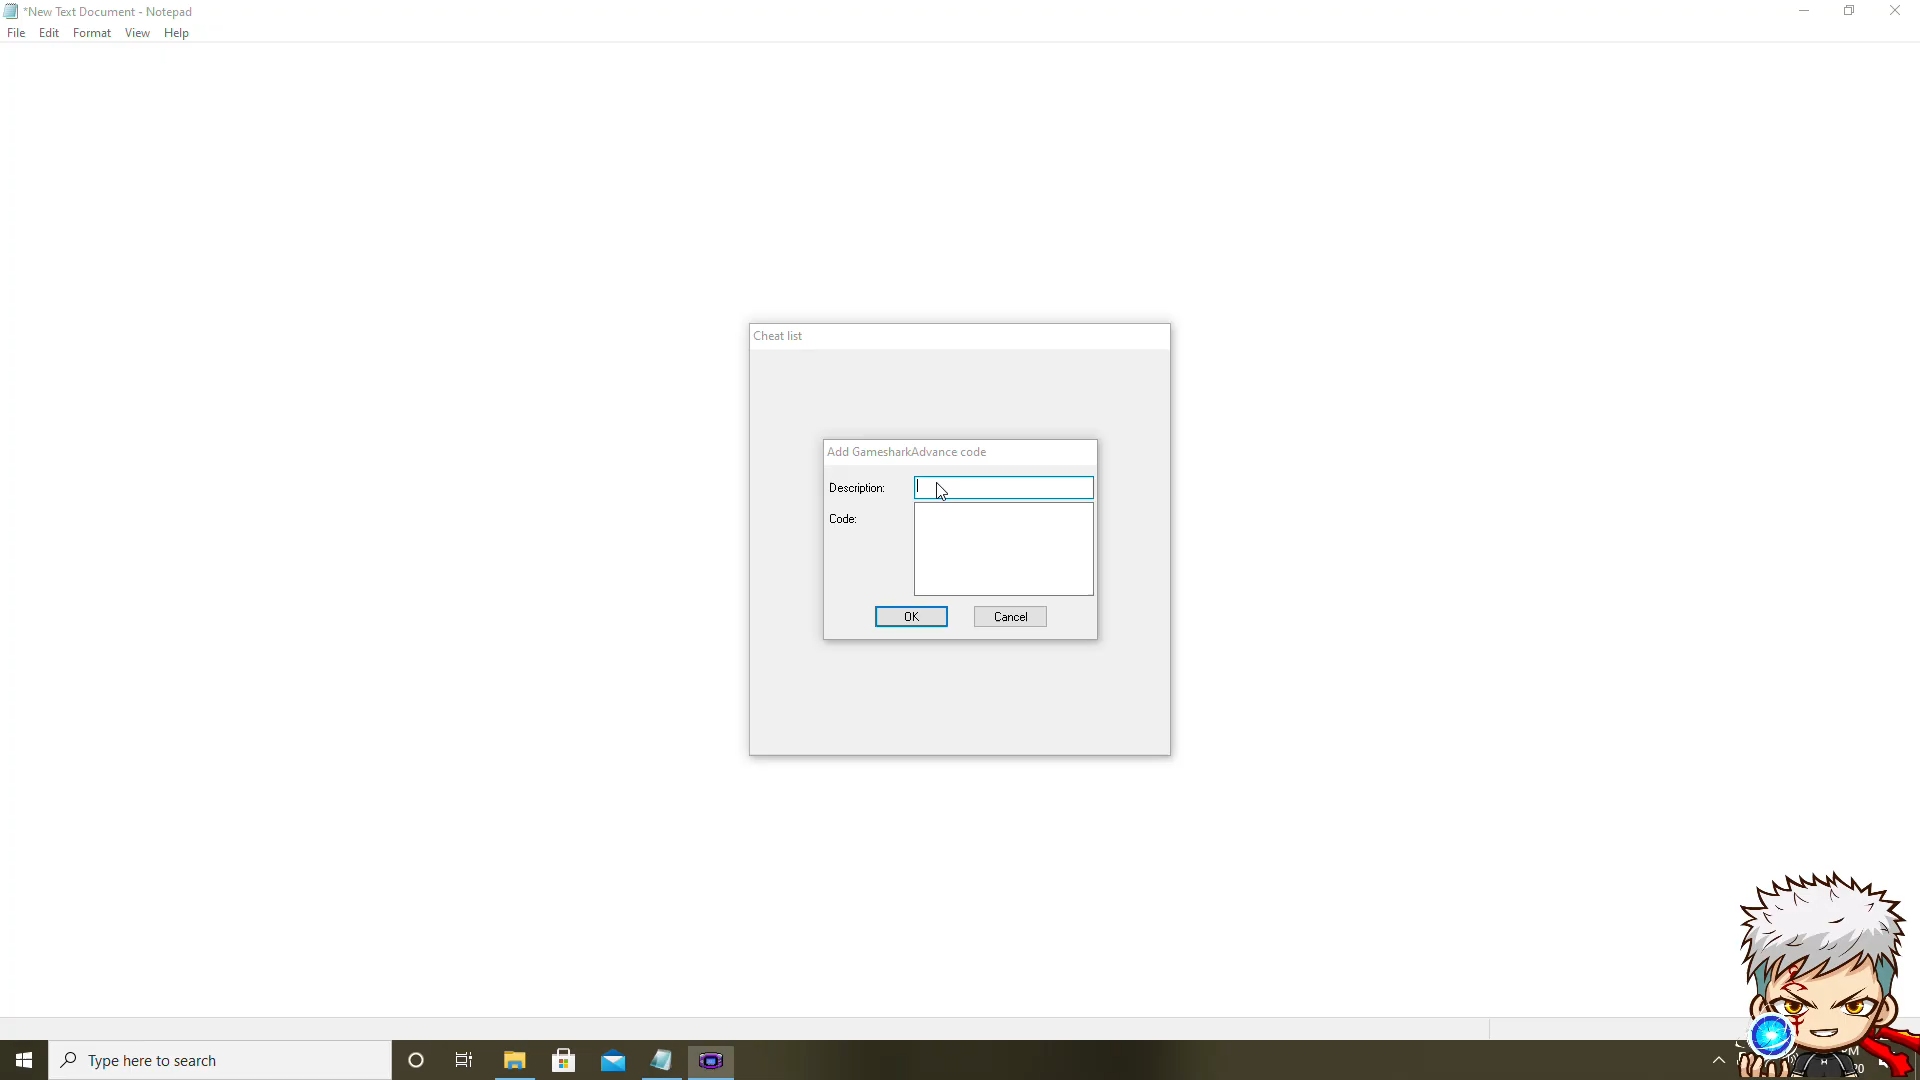 *New Text Document - Notepad
File Edit Format View Help
Cheat list
Add GamesharkAdvance code
Description:
Code:
OK Cancel
Type here to search